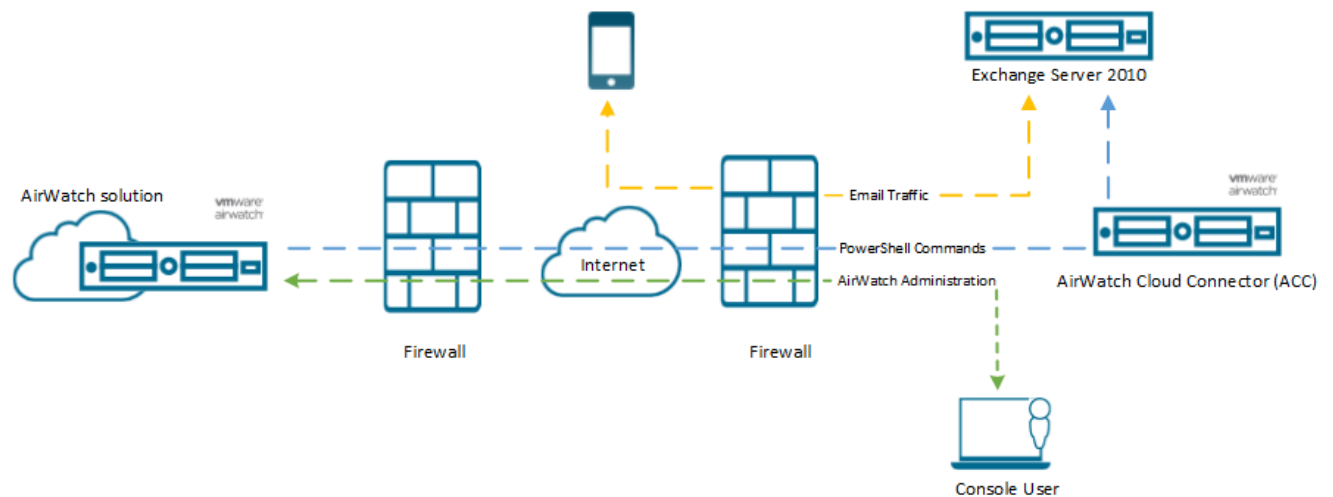 Exchange Server 2010
AirWatch solution
vmware
airwatch
Email Traffic
vmware
airwatch
PowerShell Commands
Internet
AirWatch Administration
AirWatch Cloud Connector (ACC)
Firewall
Firewall
Console User